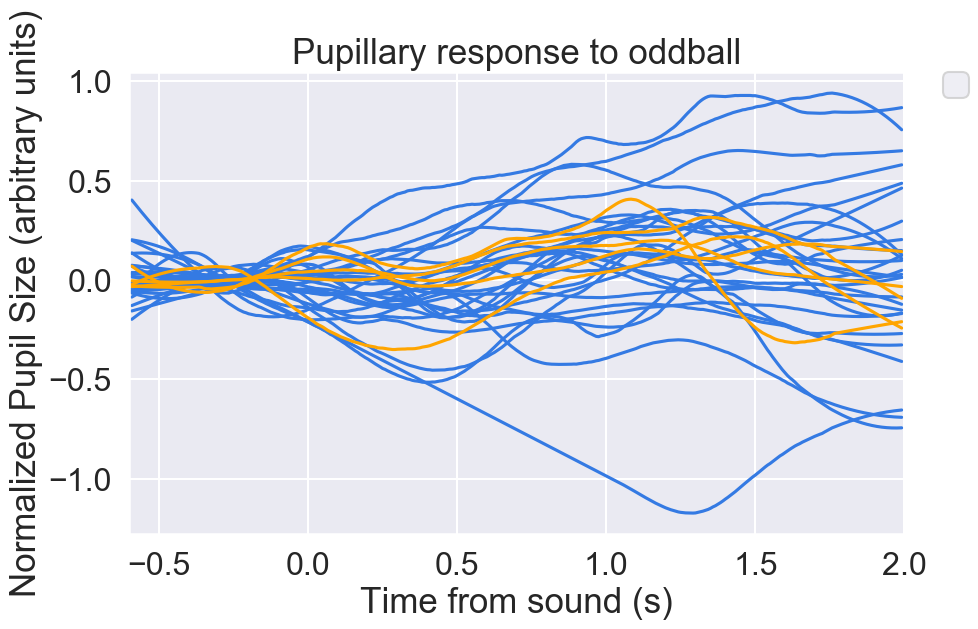 Pupillary response to oddball
Normalized Pupil Size (arbitrary units)
1.0
0.5
0.0
−0.5
−1.0
−0.5 0.0 0.5 1.0 1.5 2.0
Time from sound (s)